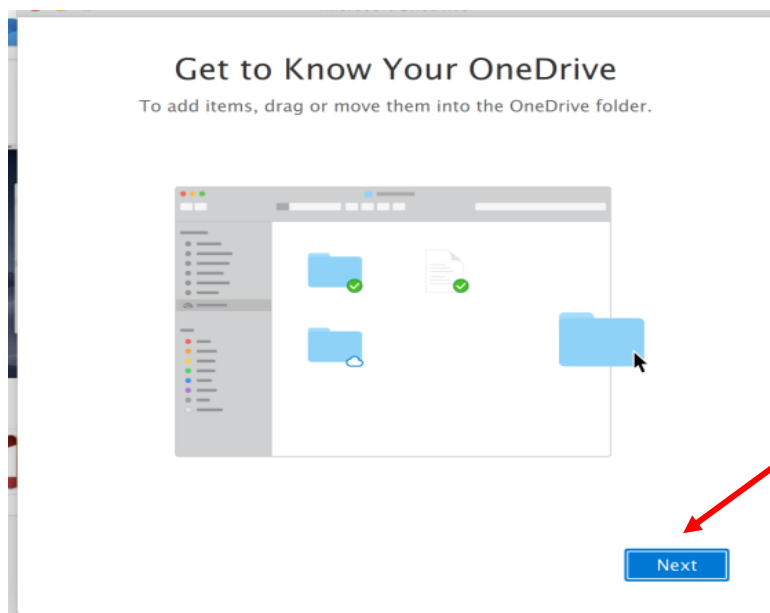 Get to Know Your OneDrive
To add items, drag or move them into the OneDrive folder.
Next